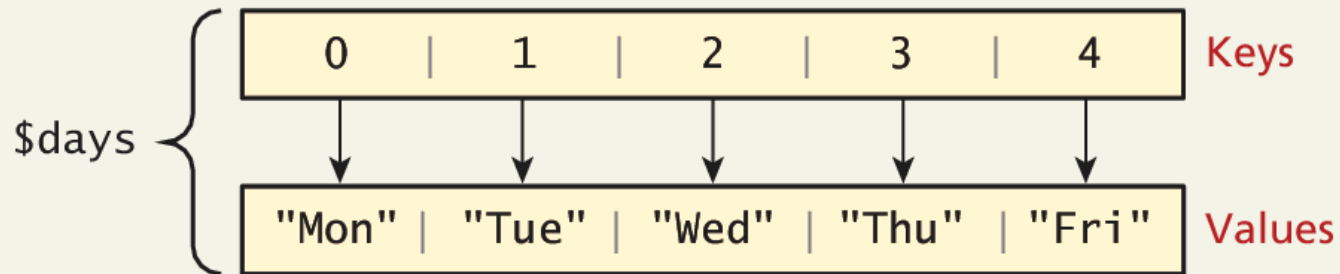 0 | 1 | 2 | 3 | 4 Keys
$days
"Mon" | "Tue" | "Wed" | "Thu" | "Fri" Values